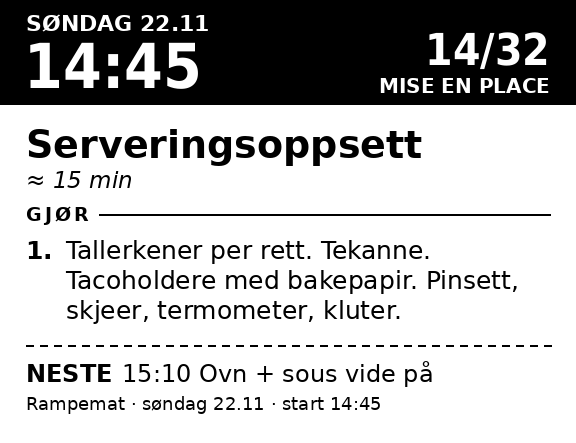 SØNDAG 22.11
14:45
14/32
MISE EN PLACE
Serveringsoppsett
≈ 15 min
GJØR
1. Tallerkener per rett. Tekanne.
Tacoholdere med bakepapir. Pinsett,
skjeer, termometer, kluter.
NESTE 15:10 Ovn + sous vide på
Rampemat · søndag 22.11 · start 14:45